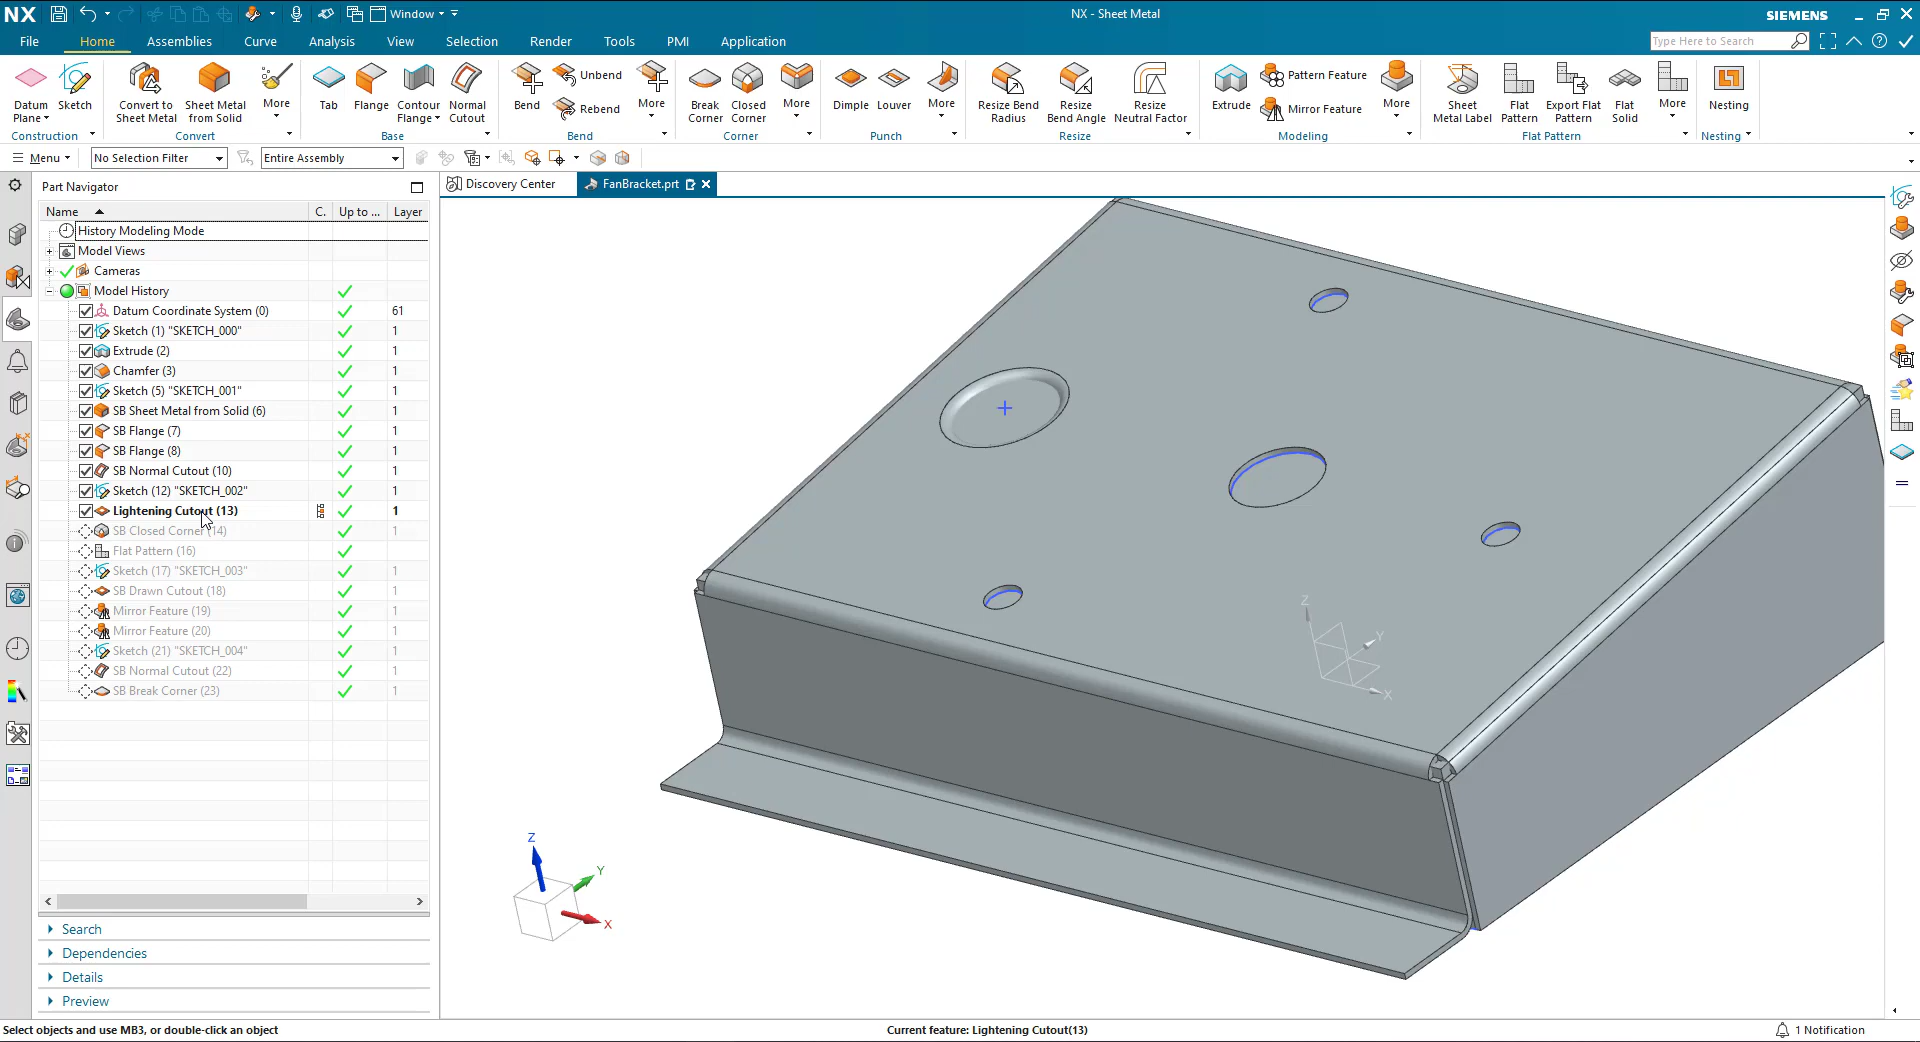 NX
Window
NX - Sheet Metal
SIEMENS
File
Home
Assemblies
Curve
Analysis
View
Selection
Render
Tools
PMI
Application
Type Here to Search
Datum Plane
Sketch
Convert to Sheet Metal
Sheet Metal from Solid
More
Tab
Flange
Contour Flange
Normal Cutout
Bend
Unbend
Rebend
More
Break Corner
Closed Corner
More
Dimple
Louver
More
Resize Bend Radius
Resize Bend Angle
Resize Neutral Factor
Extrude
Pattern Feature
Mirror Feature
More
Sheet Metal Label
Flat Pattern
Export Flat Pattern
Flat Solid
More
Nesting
Construction
Convert
Base
Bend
Corner
Punch
Resize
Modeling
Flat Pattern
Nesting
Menu
No Selection Filter
Entire Assembly
Part Navigator
Discovery Center
FanBracket.prt
Name C. Up to ... Layer
History Modeling Mode
Model Views
Cameras
Model History
Datum Coordinate System (0) 61
Sketch (1) "SKETCH_000" 1
Extrude (2) 1
Chamfer (3) 1
Sketch (5) "SKETCH_001" 1
SB Sheet Metal from Solid (6) 1
SB Flange (7) 1
SB Flange (8) 1
SB Normal Cutout (10) 1
Sketch (12) "SKETCH_002" 1
Lightening Cutout (13) 1
SB Closed Corner (14) 1
Flat Pattern (16)
Sketch (17) "SKETCH_003" 1
SB Drawn Cutout (18) 1
Mirror Feature (19) 1
Mirror Feature (20) 1
Sketch (21) "SKETCH_004" 1
SB Normal Cutout (22) 1
SB Break Corner (23) 1
Z
Y
X
Z
Y
X
Search
Dependencies
Details
Preview
Select objects and use MB3, or double-click an object
Current feature: Lightening Cutout(13)
1 Notification